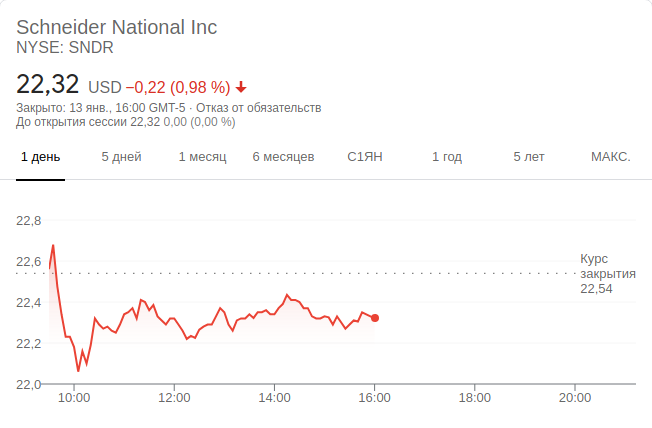 Schneider National Inc
NYSE: SNDR
22,32 USD −0,22 (0,98 %)
Закрыто: 13 янв., 16:00 GMT-5 · Отказ от обязательств
До открытия сессии 22,32 0,00 (0,00 %)
1 день 5 дней 1 месяц 6 месяцев С1ЯН 1 год 5 лет МАКС.
22,8
22,6
22,4
22,2
22,0
Курс
закрытия
22,54
10:00 12:00 14:00 16:00 18:00 20:00